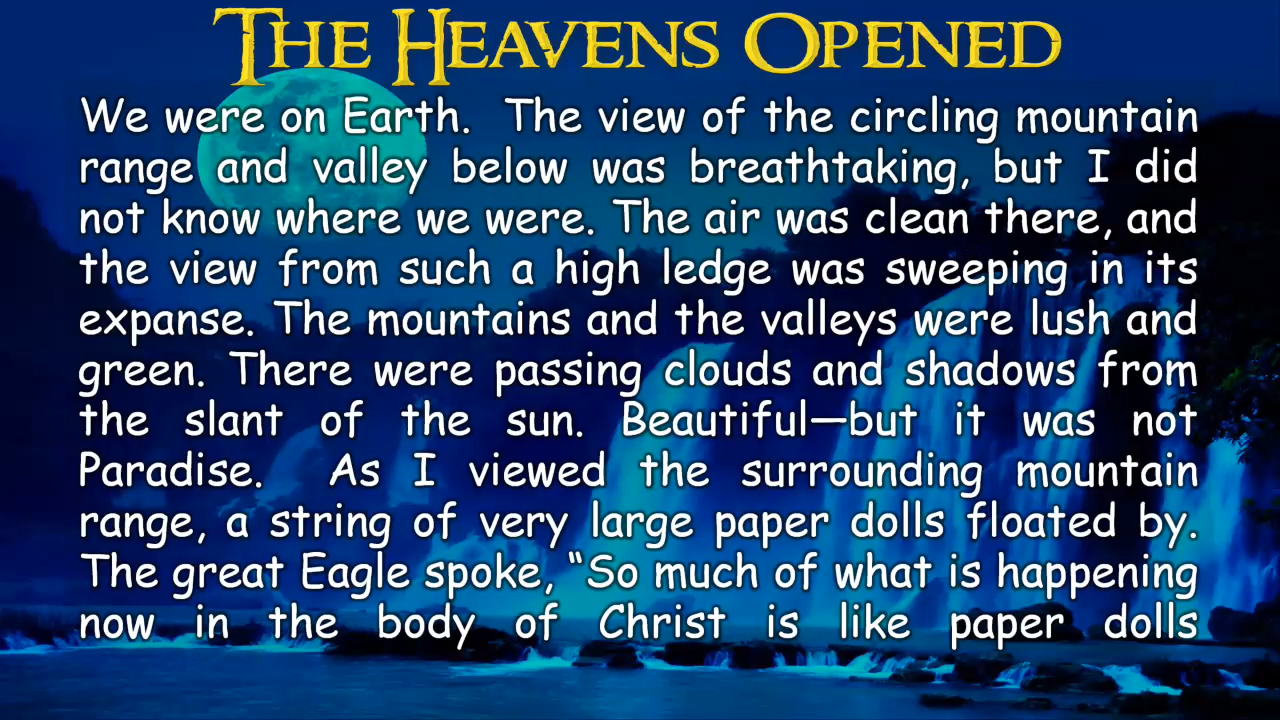 THE HEAVENS OPENED
We were on Earth.  The view of the circling mountain
range and valley below was breathtaking, but I did
not know where we were. The air was clean there, and
the view from such a high ledge was sweeping in its
expanse. The mountains and the valleys were lush and
green. There were passing clouds and shadows from
the slant of the sun. Beautiful—but it was not
Paradise.  As I viewed the surrounding mountain
range, a string of very large paper dolls floated by.
The great Eagle spoke, “So much of what is happening
now in the body of Christ is like paper dolls